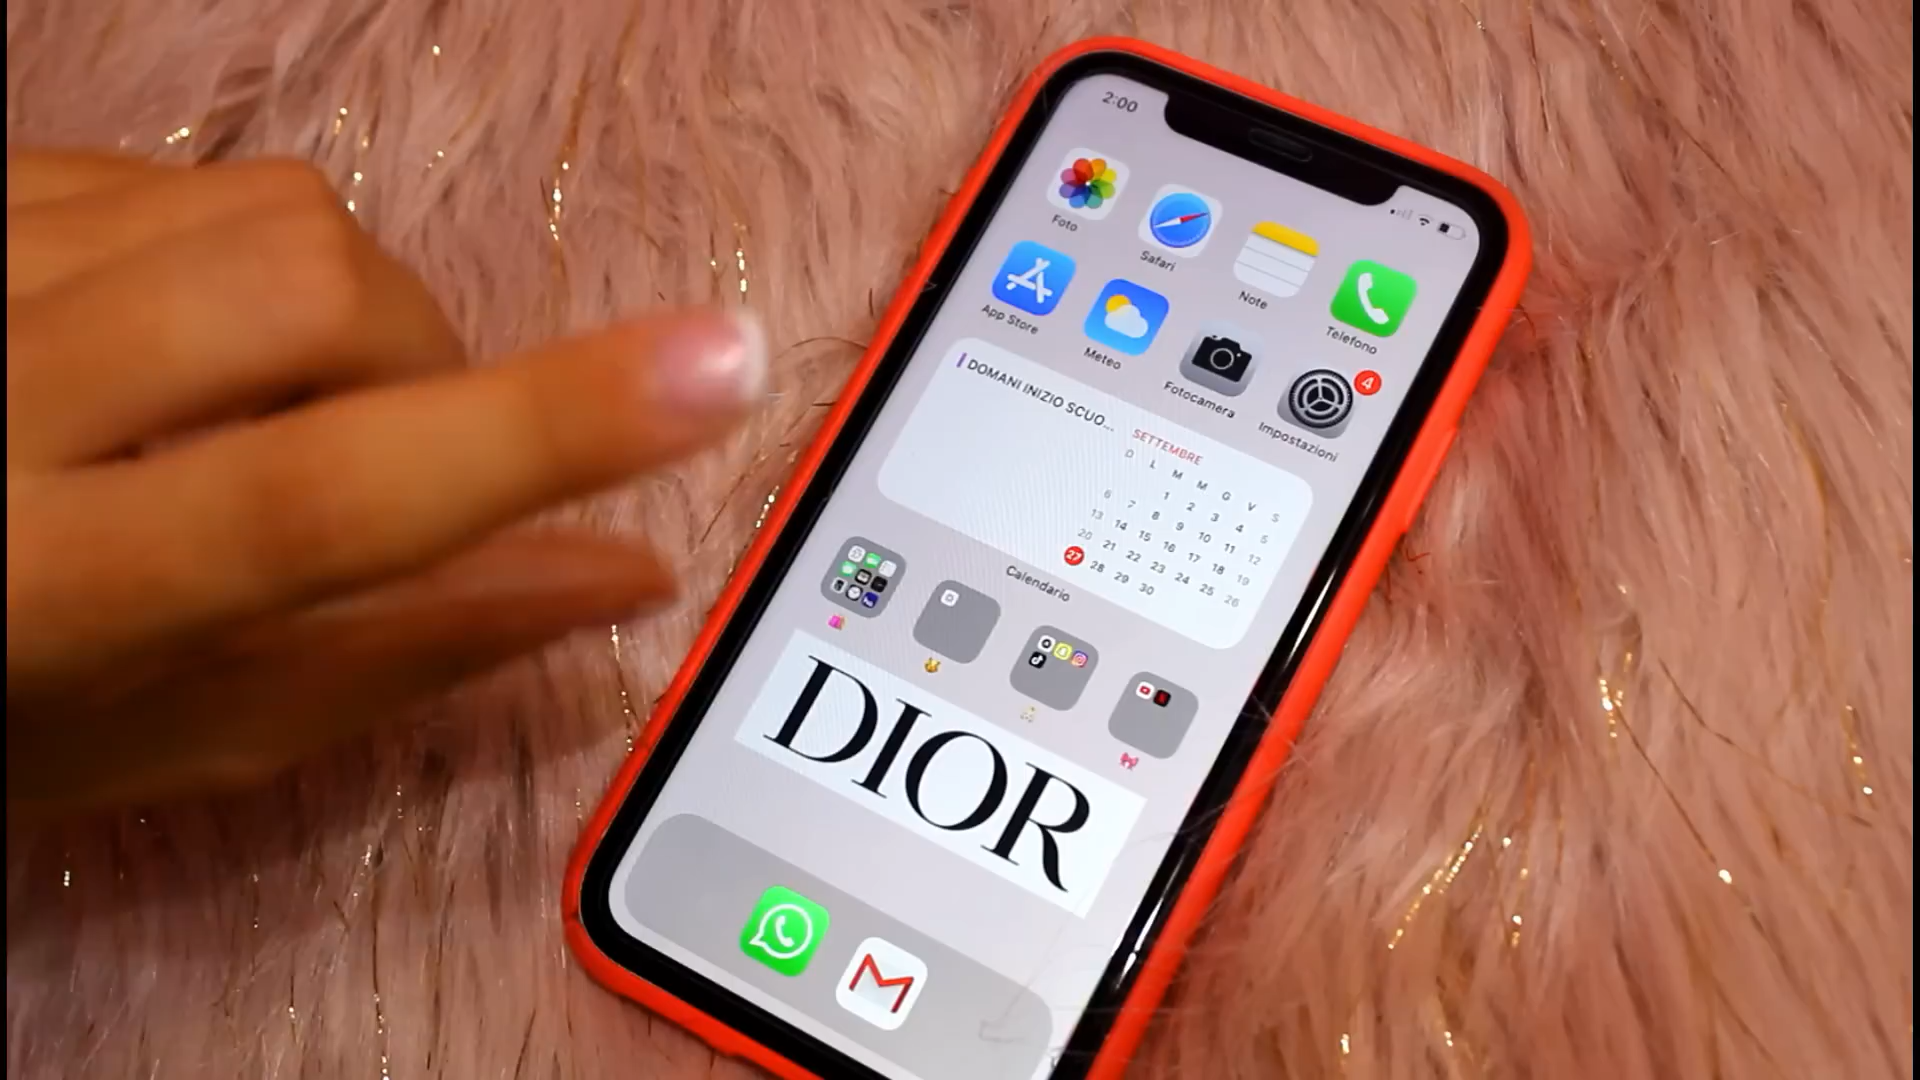 2:00
Foto
Safari
Note
Telefono
App Store
Meteo
Fotocamera
Impostazioni
4
DOMANI INIZIO SCUO...
SETTEMBRE
D L M M G V S
1 2 3 4 5
6 7 8 9 10 11 12
13 14 15 16 17 18 19
20 21 22 23 24 25 26
27 28 29 30
Calendario
DIOR